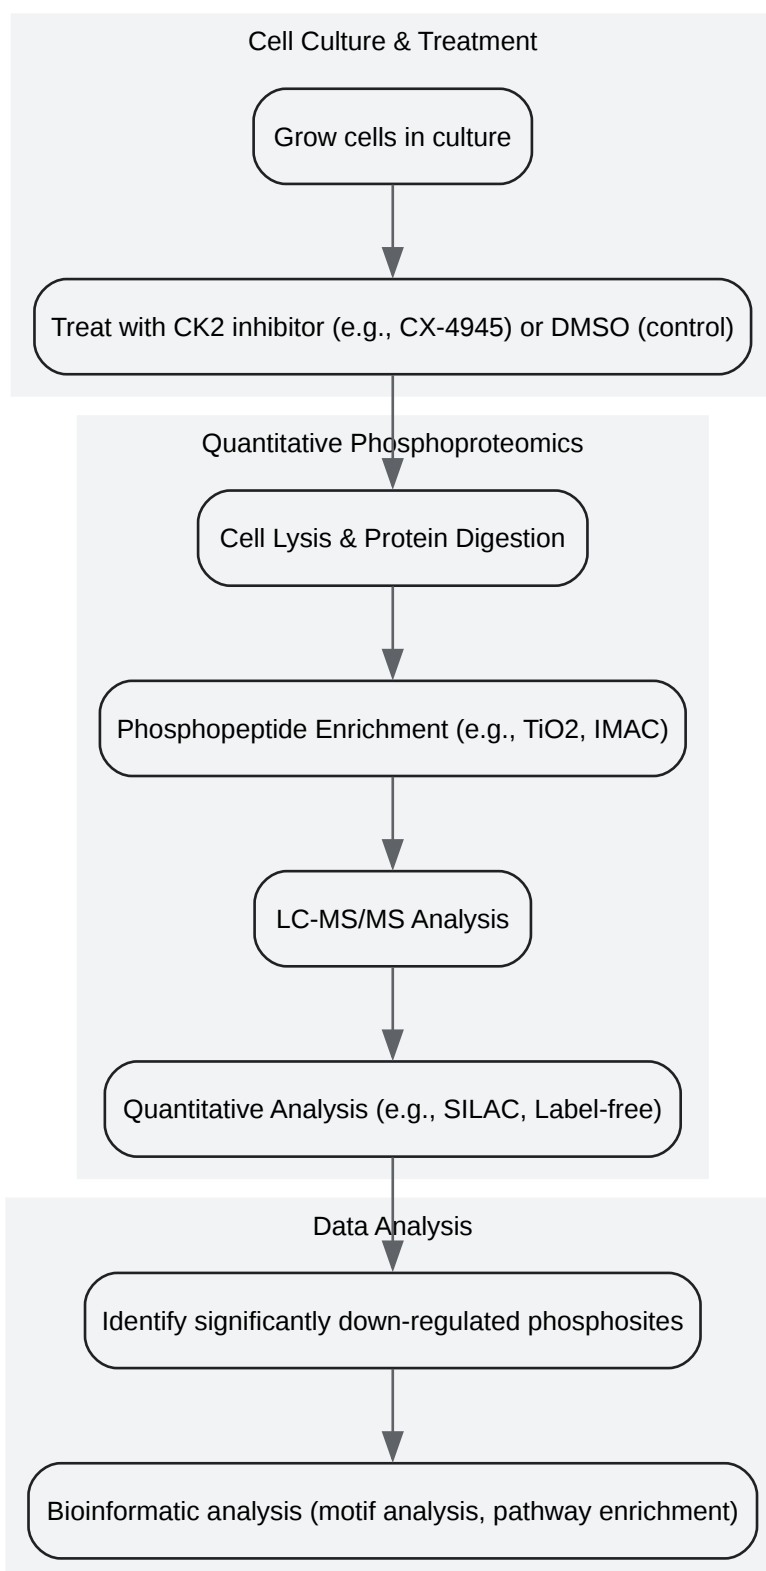 Cell Culture & Treatment
Grow cells in culture
Treat with CK2 inhibitor (e.g., CX-4945) or DMSO (control)
Quantitative Phosphoproteomics
Cell Lysis & Protein Digestion
Phosphopeptide Enrichment (e.g., TiO2, IMAC)
LC-MS/MS Analysis
Quantitative Analysis (e.g., SILAC, Label-free)
Data Analysis
Identify significantly down-regulated phosphosites
Bioinformatic analysis (motif analysis, pathway enrichment)